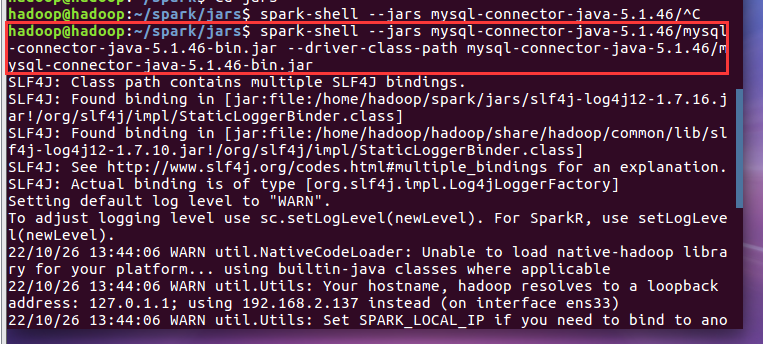 hadoop@hadoop:~/spark$ cd jars
hadoop@hadoop:~/spark/jars$ spark-shell --jars mysql-connector-java-5.1.46/^C
hadoop@hadoop:~/spark/jars$ spark-shell --jars mysql-connector-java-5.1.46/mysql
-connector-java-5.1.46-bin.jar --driver-class-path mysql-connector-java-5.1.46/m
ysql-connector-java-5.1.46-bin.jar
SLF4J: Class path contains multiple SLF4J bindings.
SLF4J: Found binding in [jar:file:/home/hadoop/spark/jars/slf4j-log4j12-1.7.16.j
ar!/org/slf4j/impl/StaticLoggerBinder.class]
SLF4J: Found binding in [jar:file:/home/hadoop/hadoop/share/hadoop/common/lib/sl
f4j-log4j12-1.7.10.jar!/org/slf4j/impl/StaticLoggerBinder.class]
SLF4J: See http://www.slf4j.org/codes.html#multiple_bindings for an explanation.
SLF4J: Actual binding is of type [org.slf4j.impl.Log4jLoggerFactory]
Setting default log level to "WARN".
To adjust logging level use sc.setLogLevel(newLevel). For SparkR, use setLogLeve
l(newLevel).
22/10/26 13:44:06 WARN util.NativeCodeLoader: Unable to load native-hadoop libra
ry for your platform... using builtin-java classes where applicable
22/10/26 13:44:06 WARN util.Utils: Your hostname, hadoop resolves to a loopback
address: 127.0.1.1; using 192.168.2.137 instead (on interface ens33)
22/10/26 13:44:06 WARN util.Utils: Set SPARK_LOCAL_IP if you need to bind to ano